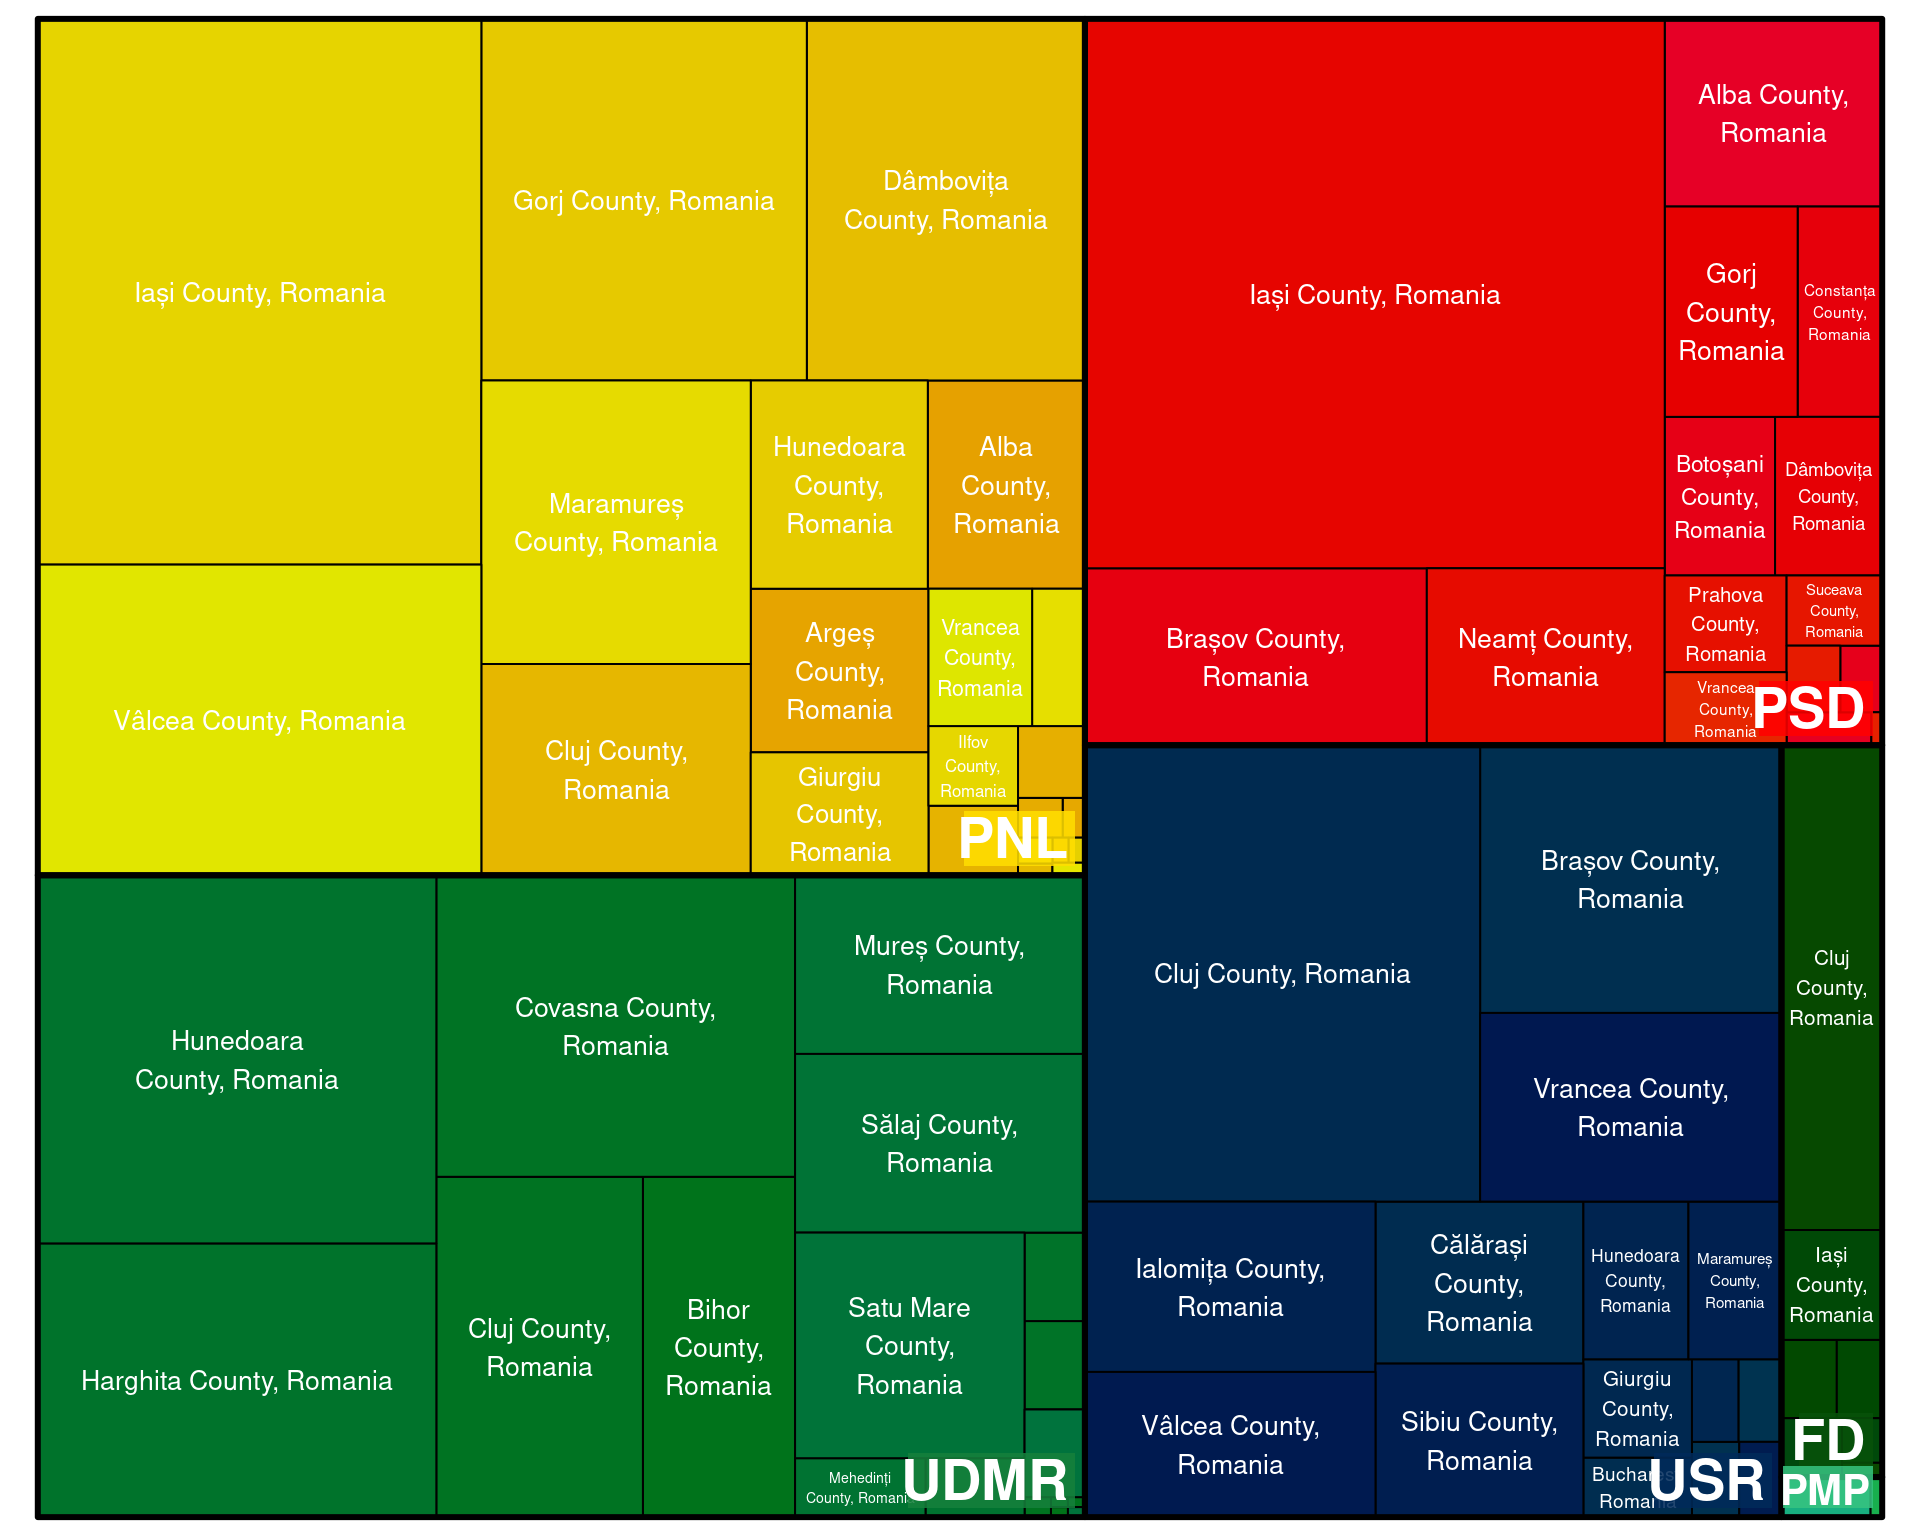 Iași County, Romania
Gorj County, Romania
Dâmbovița
County, Romania
Vâlcea County, Romania
Maramureș
County, Romania
Hunedoara
County,
Romania
Alba
County,
Romania
Cluj County,
Romania
Argeș
County,
Romania
Giurgiu
County,
Romania
Vrancea
County,
Romania
Ilfov
County,
Romania
PNL
Iași County, Romania
Alba County,
Romania
Gorj
County,
Romania
Constanța
County,
Romania
Botoșani
County,
Romania
Dâmbovița
County,
Romania
Brașov County,
Romania
Neamț County,
Romania
Prahova
County,
Romania
Suceava
County,
Romania
Vrancea
County,
Romania
PSD
Hunedoara
County, Romania
Harghita County, Romania
Covasna County,
Romania
Cluj County,
Romania
Bihor
County,
Romania
Mureș County,
Romania
Sălaj County,
Romania
Satu Mare
County,
Romania
Mehedinți
County, Romani
UDMR
Cluj County, Romania
Brașov County,
Romania
Vrancea County,
Romania
Ialomița County,
Romania
Vâlcea County,
Romania
Călărași
County,
Romania
Sibiu County,
Romania
Hunedoara
County,
Romania
Maramureș
County,
Romania
Giurgiu
County,
Romania
Bucharest
Romania
USR
Cluj
County,
Romania
Iași
County,
Romania
FD
PMP